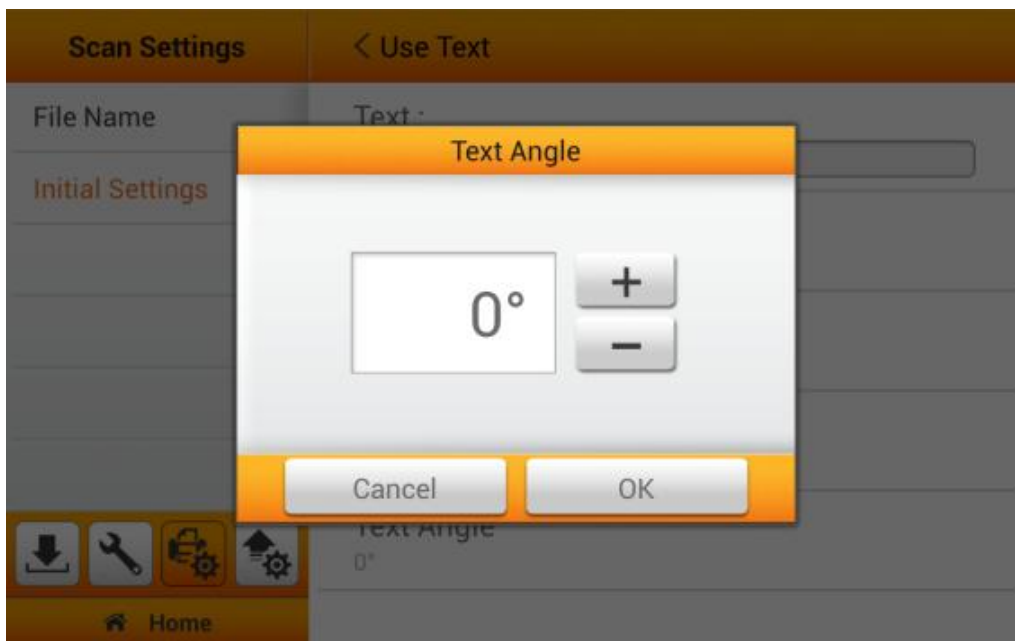 Scan Settings
< Use Text
File Name
Text :
Initial Settings
Text Angle
0°
+
−
Cancel
OK
Text Angle
0°
Home